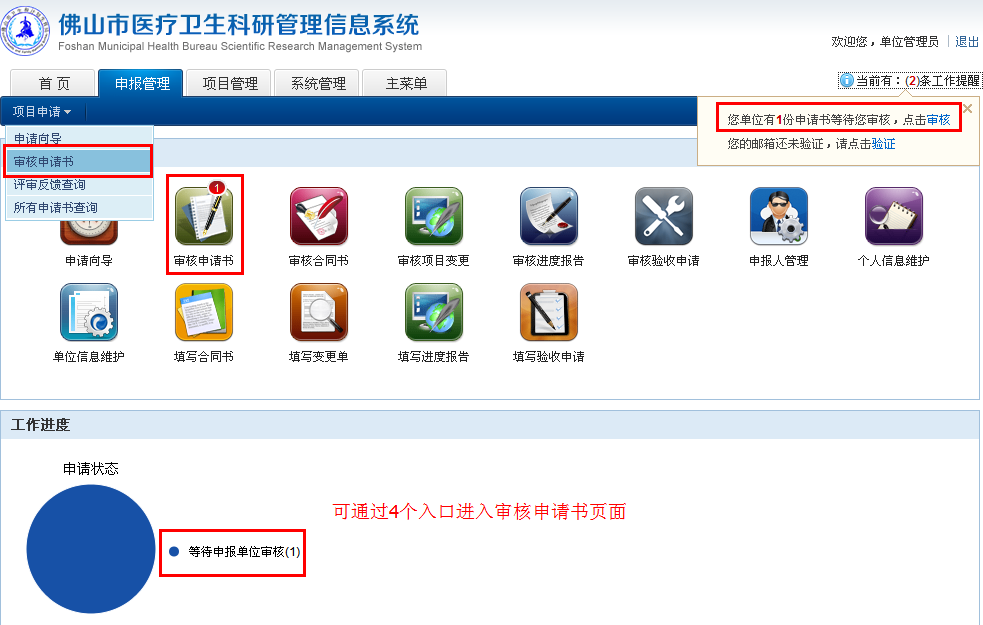 佛山市医疗卫生科研管理信息系统
Foshan Municipal Health Bureau Scientific Research Management System
欢迎您，单位管理员 退出
首 页 申报管理 项目管理 系统管理 主菜单
当前有：(2)条工作提醒
项目申请
您单位有1份申请书等待您审核，点击审核
您的邮箱还未验证，请点击验证
申请向导
审核申请书
评审反馈查询
所有申请书查询
1
申请向导 审核申请书 审核合同书 审核项目变更 审核进度报告 审核验收申请 申报人管理 个人信息维护
单位信息维护 填写合同书 填写变更单 填写进度报告 填写验收申请
工作进度
申请状态
可通过4个入口进入审核申请书页面
等待申报单位审核(1)